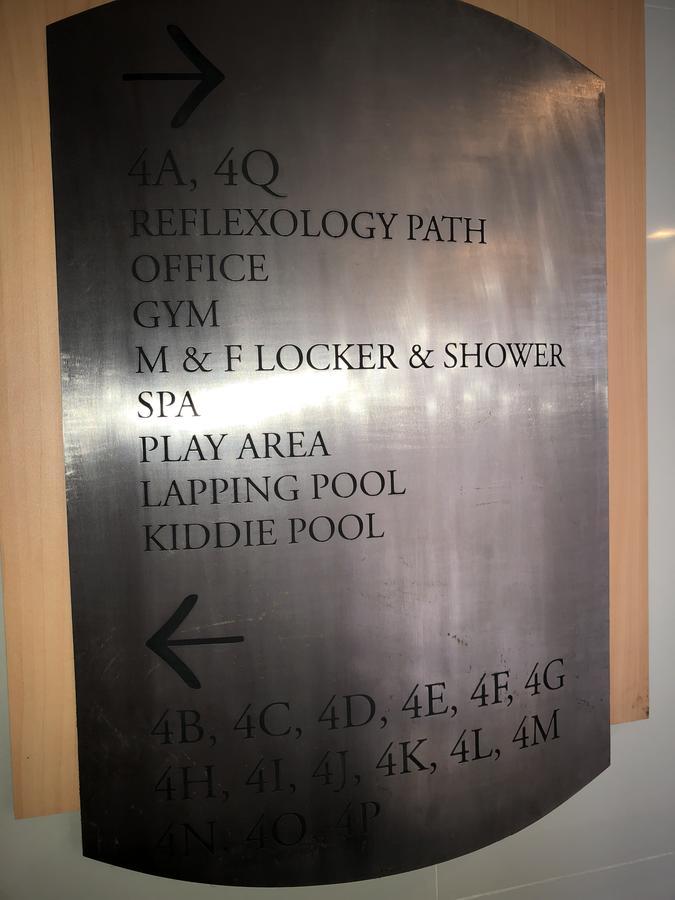 4A, 4Q
REFLEXOLOGY PATH
OFFICE
GYM
M & F LOCKER & SHOWER
SPA
PLAY AREA
LAPPING POOL
KIDDIE POOL
4B, 4C, 4D, 4E, 4F, 4G
4H, 4I, 4J, 4K, 4L, 4M
4N, 4O, 4P